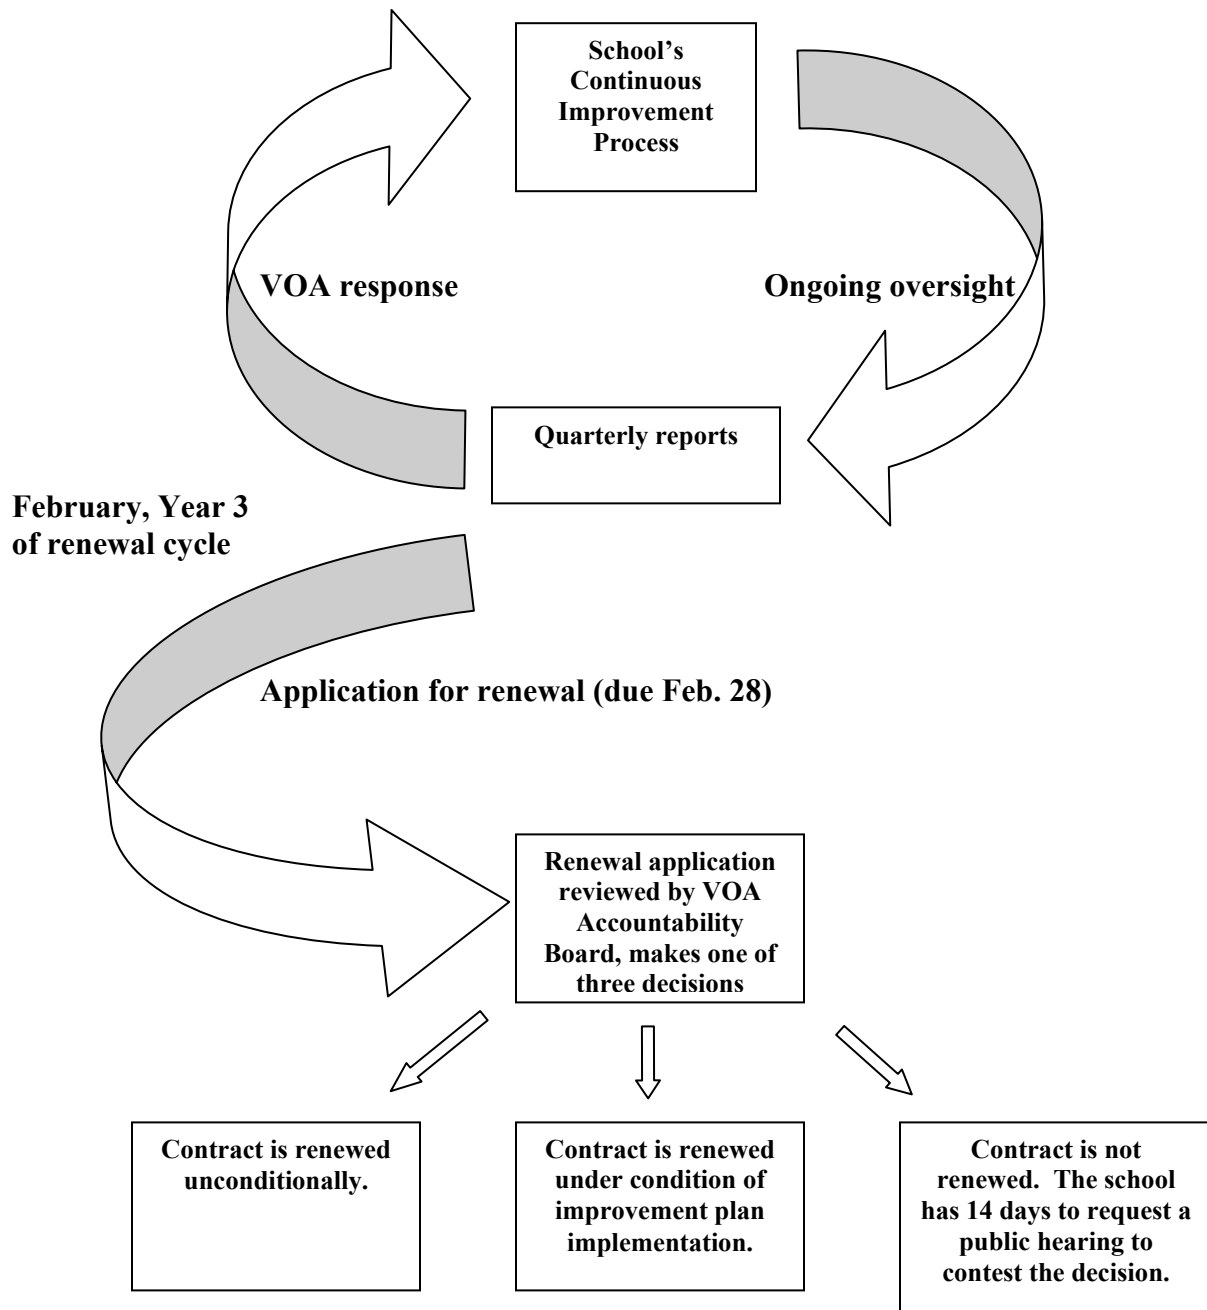 School’s
Continuous
Improvement
Process
VOA response
Ongoing oversight
Quarterly reports
February, Year 3
of renewal cycle
Application for renewal (due Feb. 28)
Renewal application
reviewed by VOA
Accountability
Board, makes one of
three decisions
Contract is renewed
unconditionally.
Contract is renewed
under condition of
improvement plan
implementation.
Contract is not
renewed.  The school
has 14 days to request a
public hearing to
contest the decision.